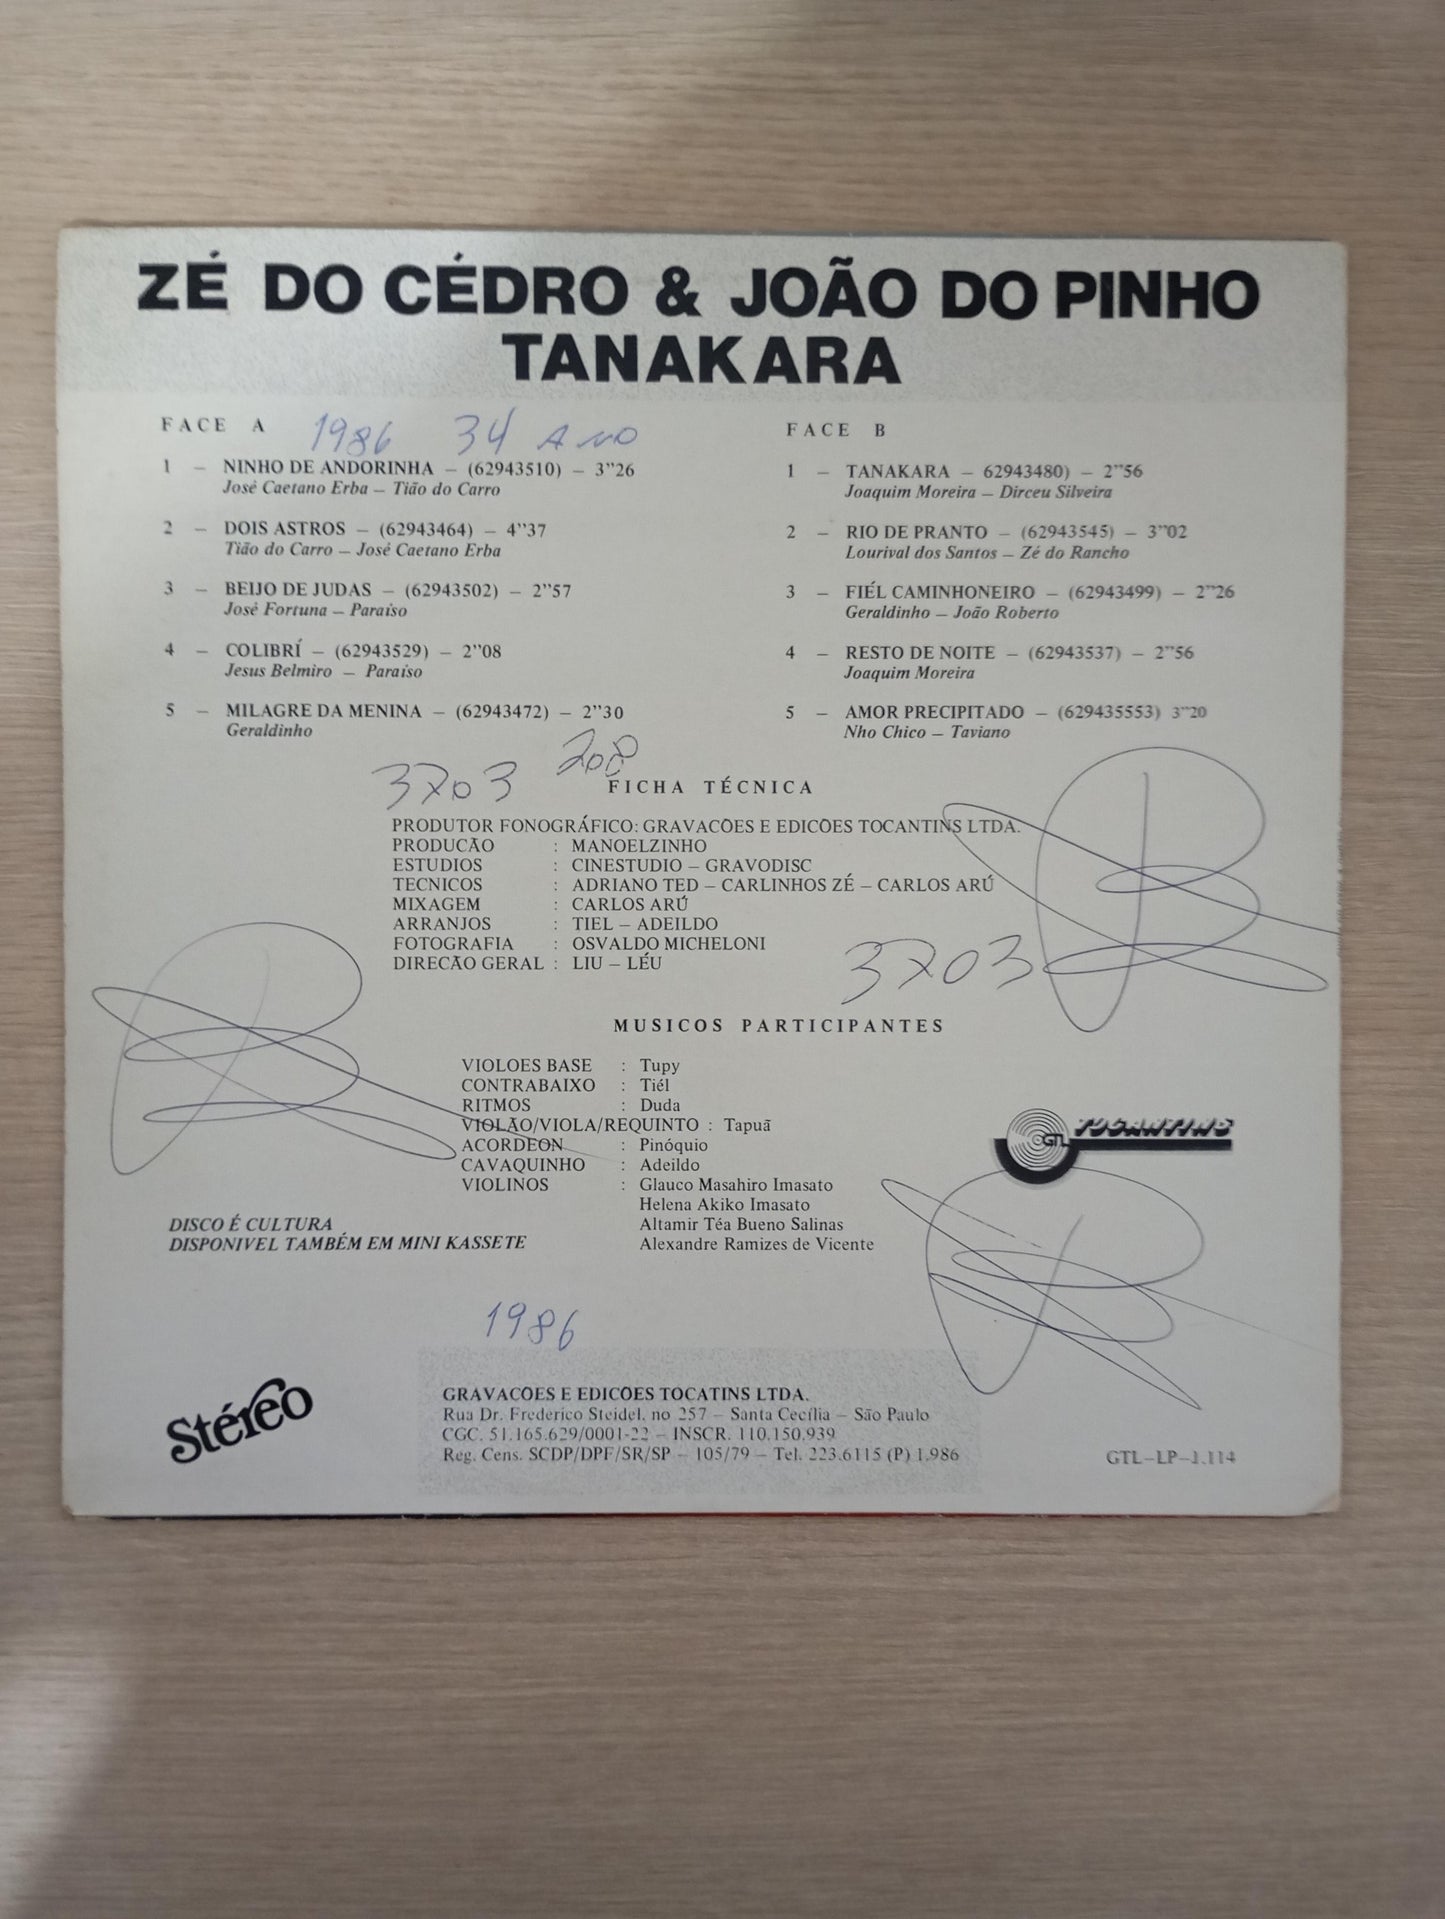 ZÉ DO CÉDRO & JOÃO DO PINHO
TANAKARA
FACE A
1986 34 ANO
1 – NINHO DE ANDORINHA – (62943510) – 3"26
José Caetano Erba – Tião do Carro
2 – DOIS ASTROS – (62943464) – 4"37
Tião do Carro – José Caetano Erba
3 – BEIJO DE JUDAS – (62943502) – 2"57
José Fortuna – Paraíso
4 – COLIBRÍ – (62943529) – 2"08
Jesus Belmiro – Paraíso
5 – MILAGRE DA MENINA – (62943472) – 2"30
Geraldinho
FACE B
1 – TANAKARA – 62943480) – 2"56
Joaquim Moreira – Dirceu Silveira
2 – RIO DE PRANTO – (62943545) – 3"02
Lourival dos Santos – Zé do Rancho
3 – FIÉL CAMINHONEIRO – (62943499) – 2"26
Geraldinho – João Roberto
4 – RESTO DE NOITE – (62943537) – 2"56
Joaquim Moreira
5 – AMOR PRECIPITADO – (629435553) 3"20
Nho Chico – Taviano
3703 208
FICHA TÉCNICA
PRODUTOR FONOGRÁFICO: GRAVACÕES E EDICÕES TOCANTINS LTDA.
PRODUCÃO : MANOELZINHO
ESTUDIOS : CINESTUDIO – GRAVODISC
TECNICOS : ADRIANO TED – CARLINHOS ZÉ – CARLOS ARÚ
MIXAGEM : CARLOS ARÚ
ARRANJOS : TIEL – ADEILDO
FOTOGRAFIA : OSVALDO MICHELONI
DIRECÃO GERAL : LIU – LÉU
3703
MUSICOS PARTICIPANTES
VIOLOES BASE : Tupy
CONTRABAIXO : Tiél
RITMOS : Duda
VIOLÃO/VIOLA/REQUINTO : Tapuã
ACORDEON : Pinóquio
CAVAQUINHO : Adeildo
VIOLINOS : Glauco Masahiro Imasato
Helena Akiko Imasato
Altamir Téa Bueno Salinas
Alexandre Ramizes de Vicente
GTL TOCANTINS
DISCO É CULTURA
DISPONIVEL TAMBÉM EM MINI KASSETE
1986
Stéreo
GRAVACOES E EDICOES TOCATINS LTDA.
Rua Dr. Frederico Steidel, no 257 – Santa Cecília – São Paulo
CGC. 51.165.629/0001-22 – INSCR. 110.150.939
Reg. Cens. SCDP/DPF/SR/SP – 105/79 – Tel. 223.6115 (P) 1.986
GTL–LP–1.114